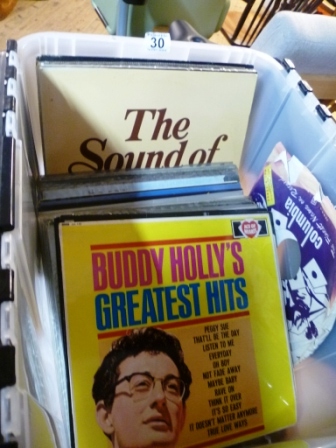 30
The
Sound of
BUDDY HOLLY'S
GREATEST HITS
PEGGY SUE
THAT'LL BE THE DAY
LISTEN TO ME
EVERYDAY
OH BOY
NOT FADE AWAY
MAYBE BABY
RAVE ON
THINK IT OVER
IT'S SO EASY
IT DOESN'T MATTER ANYMORE
TRUE LOVE WAYS
Columbia